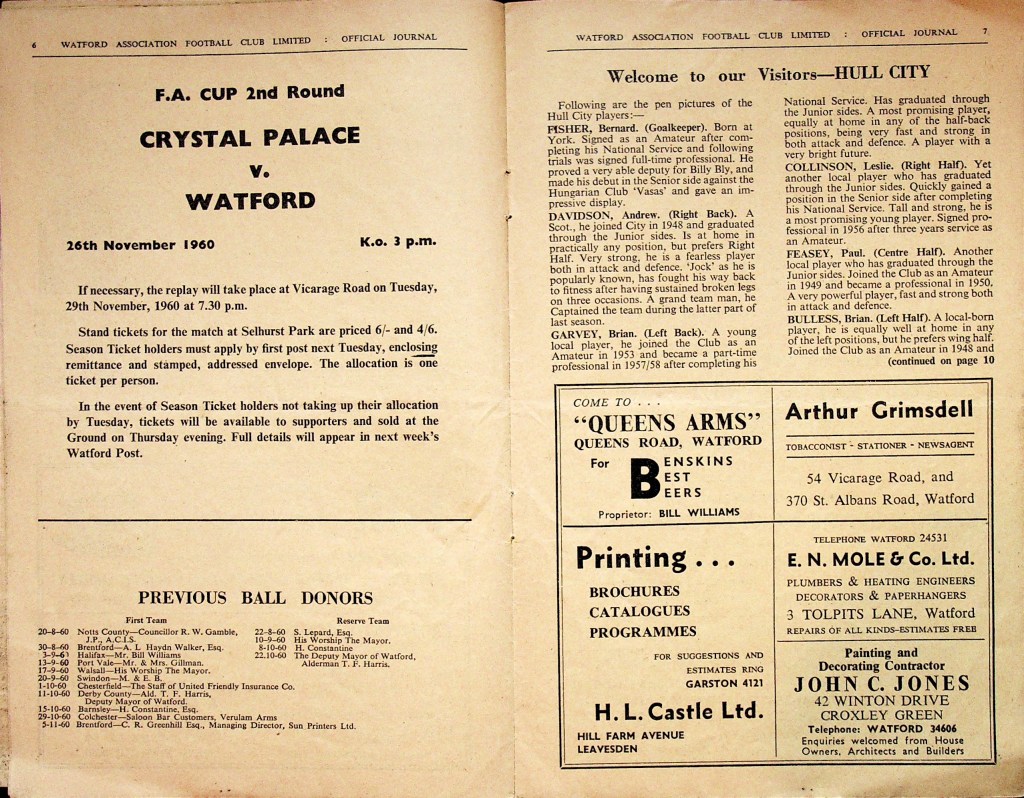 6 WATFORD ASSOCIATION FOOTBALL CLUB LIMITED : OFFICIAL JOURNAL
F.A. CUP 2nd Round
CRYSTAL PALACE
v.
WATFORD
26th November 1960 K.o. 3 p.m.
If necessary, the replay will take place at Vicarage Road on Tuesday,
29th November, 1960 at 7.30 p.m.
Stand tickets for the match at Selhurst Park are priced 6/- and 4/6.
Season Ticket holders must apply by first post next Tuesday, enclosing
remittance and stamped, addressed envelope. The allocation is one
ticket per person.
In the event of Season Ticket holders not taking up their allocation
by Tuesday, tickets will be available to supporters and sold at the
Ground on Thursday evening. Full details will appear in next week's
Watford Post.
PREVIOUS BALL DONORS
First Team
20-8-60 Notts County—Councillor R. W. Gamble,
J.P., A.C.I.S.
30-8-60 Brentford—A. L. Haydn Walker, Esq.
3-9-60 Halifax—Mr. Bill Williams
13-9-60 Port Vale—Mr. & Mrs. Gillman.
17-9-60 Walsall—His Worship The Mayor.
20-9-60 Swindon—M. & E. B.
1-10-60 Chesterfield—The Staff of United Friendly Insurance Co.
11-10-60 Derby County—Ald. T. F. Harris,
Deputy Mayor of Watford.
15-10-60 Barnsley—H. Constantine, Esq.
29-10-60 Colchester—Saloon Bar Customers, Verulam Arms
5-11-60 Brentford—C. R. Greenhill Esq., Managing Director, Sun Printers Ltd.
Reserve Team
22-8-60 S. Lepard, Esq.
10-9-60 His Worship The Mayor.
8-10-60 H. Constantine
22.10-60 The Deputy Mayor of Watford,
Alderman T. F. Harris.
WATFORD ASSOCIATION FOOTBALL CLUB LIMITED : OFFICIAL JOURNAL 7
Welcome to our Visitors—HULL CITY
Following are the pen pictures of the
Hull City players:—
FISHER, Bernard. (Goalkeeper). Born at
York. Signed as an Amateur after com-
pleting his National Service and following
trials was signed full-time professional. He
proved a very able deputy for Billy Bly, and
made his debut in the Senior side against the
Hungarian Club 'Vasas' and gave an im-
pressive display.
DAVIDSON, Andrew. (Right Back). A
Scot., he joined City in 1948 and graduated
through the Junior sides. Is at home in
practically any position, but prefers Right
Half. Very strong, he is a fearless player
both in attack and defence. 'Jock' as he is
popularly known, has fought his way back
to fitness after having sustained broken legs
on three occasions. A grand team man, he
Captained the team during the latter part of
last season.
GARVEY, Brian. (Left Back). A young
local player, he joined the Club as an
Amateur in 1953 and became a part-time
professional in 1957/58 after completing his
National Service. Has graduated through
the Junior sides. A most promising player,
equally at home in any of the half-back
positions, being very fast and strong in
both attack and defence. A player with a
very bright future.
COLLINSON, Leslie. (Right Half). Yet
another local player who has graduated
through the Junior sides. Quickly gained a
position in the Senior side after completing
his National Service. Tall and strong, he is
a most promising young player. Signed pro-
fessional in 1956 after three years service as
an Amateur.
FEASEY, Paul. (Centre Half). Another
local player who has graduated through the
Junior sides. Joined the Club as an Amateur
in 1949 and became a professional in 1950.
A very powerful player, fast and strong both
in attack and defence.
BULLESS, Brian. (Left Half). A local-born
player, he is equally well at home in any
of the left positions, but he prefers wing half.
Joined the Club as an Amateur in 1948 and
(continued on page 10
COME TO . . .
"QUEENS ARMS"
QUEENS ROAD, WATFORD
For BENSKINS
BEST
BEERS
Proprietor: BILL WILLIAMS
Arthur Grimsdell
TOBACCONIST - STATIONER - NEWSAGENT
54 Vicarage Road, and
370 St. Albans Road, Watford
Printing . . .
BROCHURES
CATALOGUES
PROGRAMMES
FOR SUGGESTIONS AND
ESTIMATES RING
GARSTON 4121
H. L. Castle Ltd.
HILL FARM AVENUE
LEAVESDEN
TELEPHONE WATFORD 24531
E. N. MOLE & Co. Ltd.
PLUMBERS & HEATING ENGINEERS
DECORATORS & PAPERHANGERS
3 TOLPITS LANE, Watford
REPAIRS OF ALL KINDS-ESTIMATES FREE
Painting and
Decorating Contractor
JOHN C. JONES
42 WINTON DRIVE
CROXLEY GREEN
Telephone: WATFORD 34606
Enquiries welcomed from House
Owners, Architects and Builders